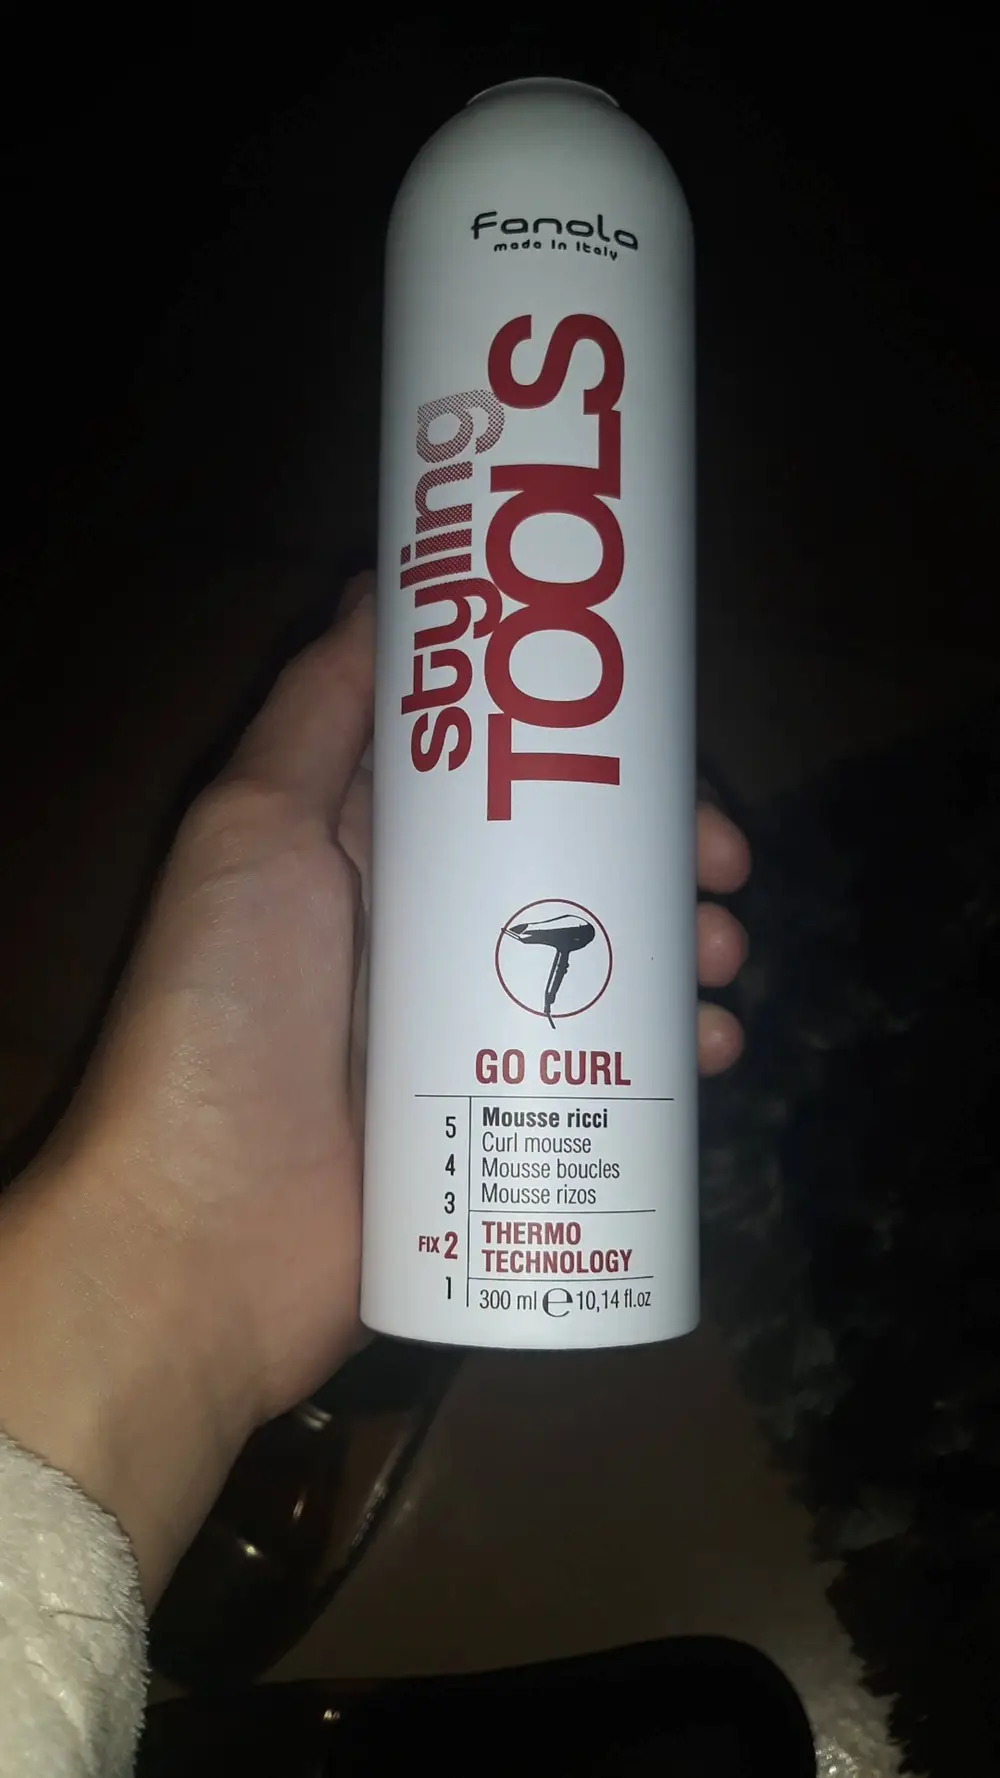 Fanola
made in Italy
styling
TOOLS
GO CURL
5
4
3
FIX 2
1
Mousse ricci
Curl mousse
Mousse boucles
Mousse rizos
THERMO
TECHNOLOGY
300 ml ℮ 10,14 fl.oz